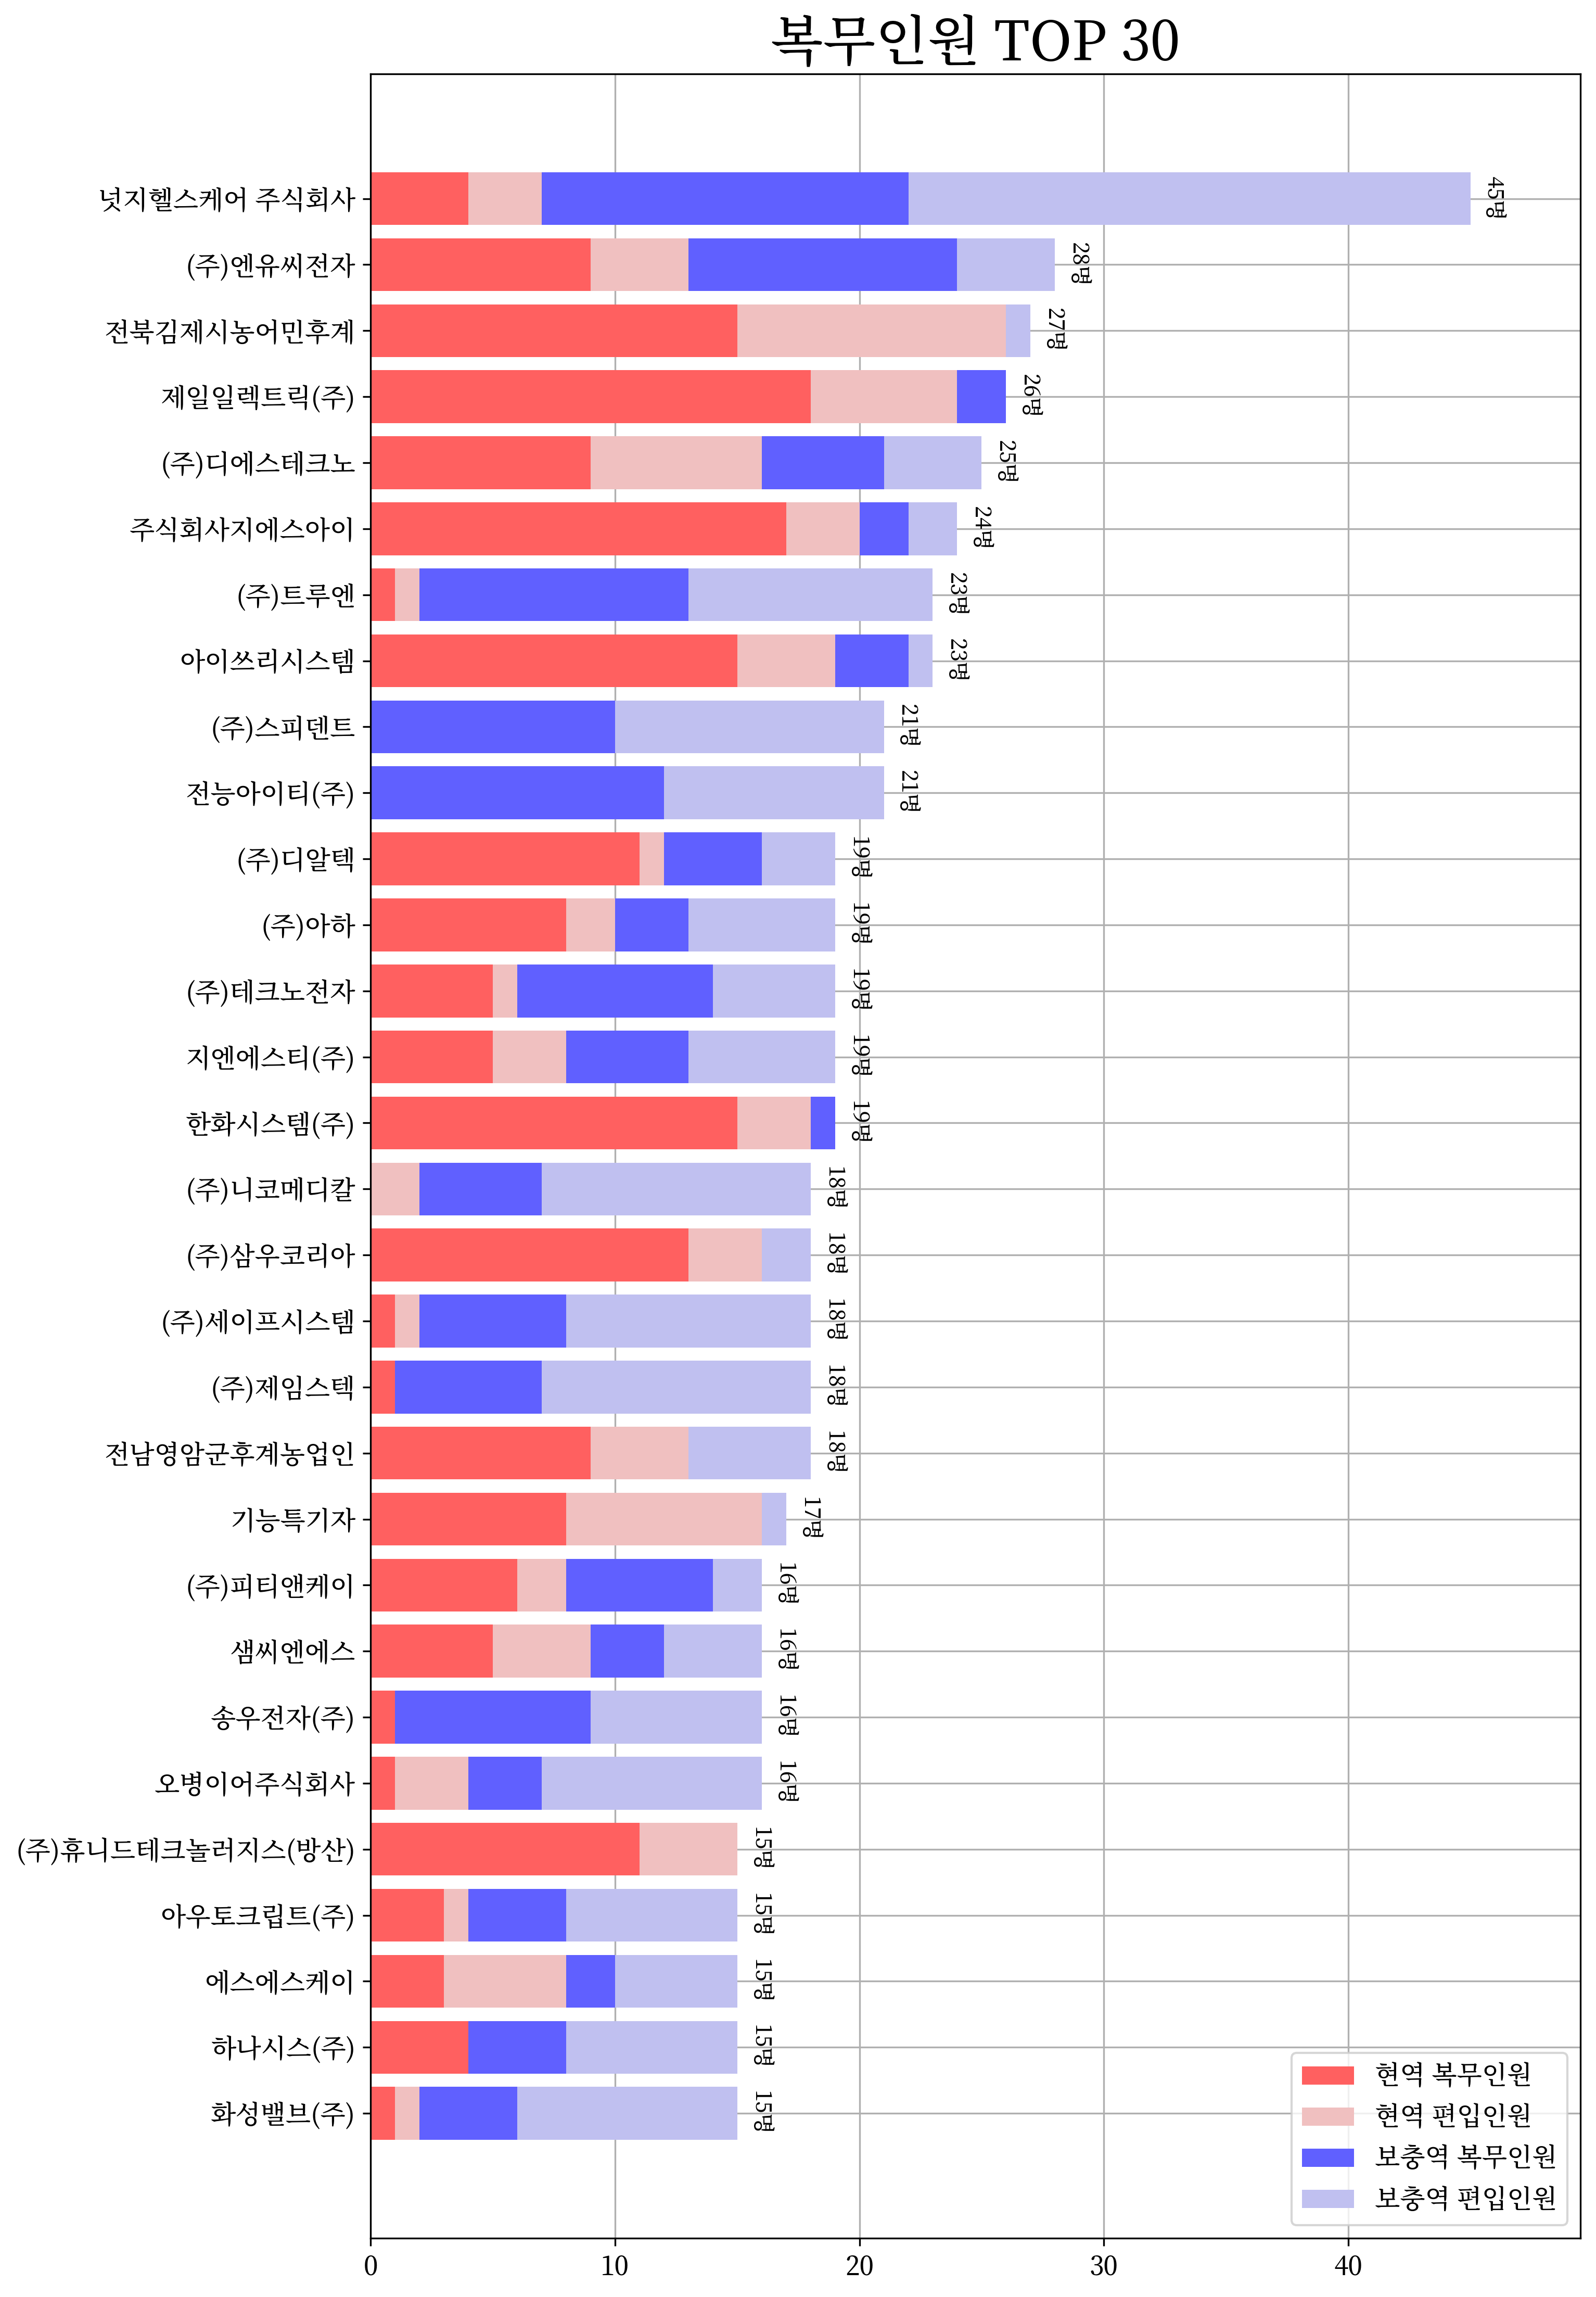 복무인원 TOP 30
넛지헬스케어 주식회사 45명
(주)엔유씨전자 28명
전북김제시농어민후계 27명
제일일렉트릭(주) 26명
(주)디에스테크노 25명
주식회사지에스아이 24명
(주)트루엔 23명
아이쓰리시스템 23명
(주)스피덴트 21명
전능아이티(주) 21명
(주)디알텍 19명
(주)아하 19명
(주)테크노전자 19명
지엔에스티(주) 19명
한화시스템(주) 19명
(주)니코메디칼 18명
(주)삼우코리아 18명
(주)세이프시스템 18명
(주)제임스텍 18명
전남영암군후계농업인 18명
기능특기자 17명
(주)피티앤케이 16명
샘씨엔에스 16명
송우전자(주) 16명
오병이어주식회사 16명
(주)휴니드테크놀러지스(방산) 15명
아우토크립트(주) 15명
에스에스케이 15명
하나시스(주) 15명
화성밸브(주) 15명
현역 복무인원
현역 편입인원
보충역 복무인원
보충역 편입인원
0 10 20 30 40